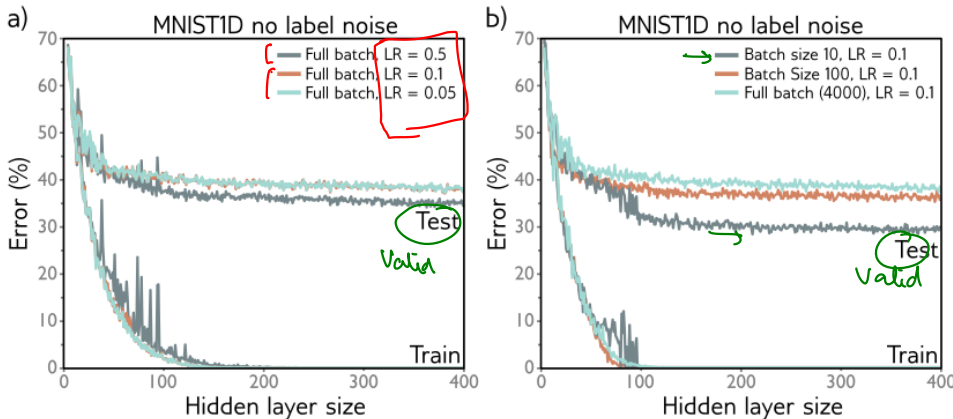 a)
MNIST1D no label noise
70
60
50
40
30
20
10
0
Error (%)
Full batch, LR = 0.5
Full batch, LR = 0.1
Full batch, LR = 0.05
Test
Valid
Train
0 100 200 300 400
Hidden layer size
b)
MNIST1D no label noise
70
60
50
40
30
20
10
0
Error (%)
Batch size 10, LR = 0.1
Batch Size 100, LR = 0.1
Full batch (4000), LR = 0.1
Test
Valid
Train
0 100 200 300 400
Hidden layer size